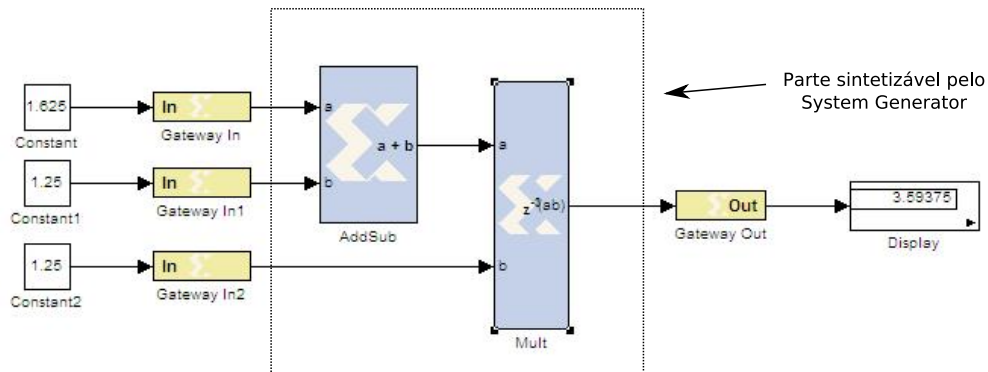 1.625
Constant
In
Gateway In
1.25
Constant1
In
Gateway In1
1.25
Constant2
In
Gateway In2
a
b
a + b
AddSub
a
b
z⁻³(ab)
Mult
Out
Gateway Out
3.59375
Display
Parte sintetizável pelo
System Generator